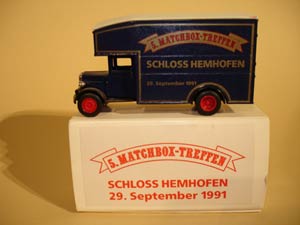 5. MATCHBOX-TREFFEN
SCHLOSS HEMHOFEN
29. September 1991
5. MATCHBOX-TREFFEN
SCHLOSS HEMHOFEN
29. September 1991